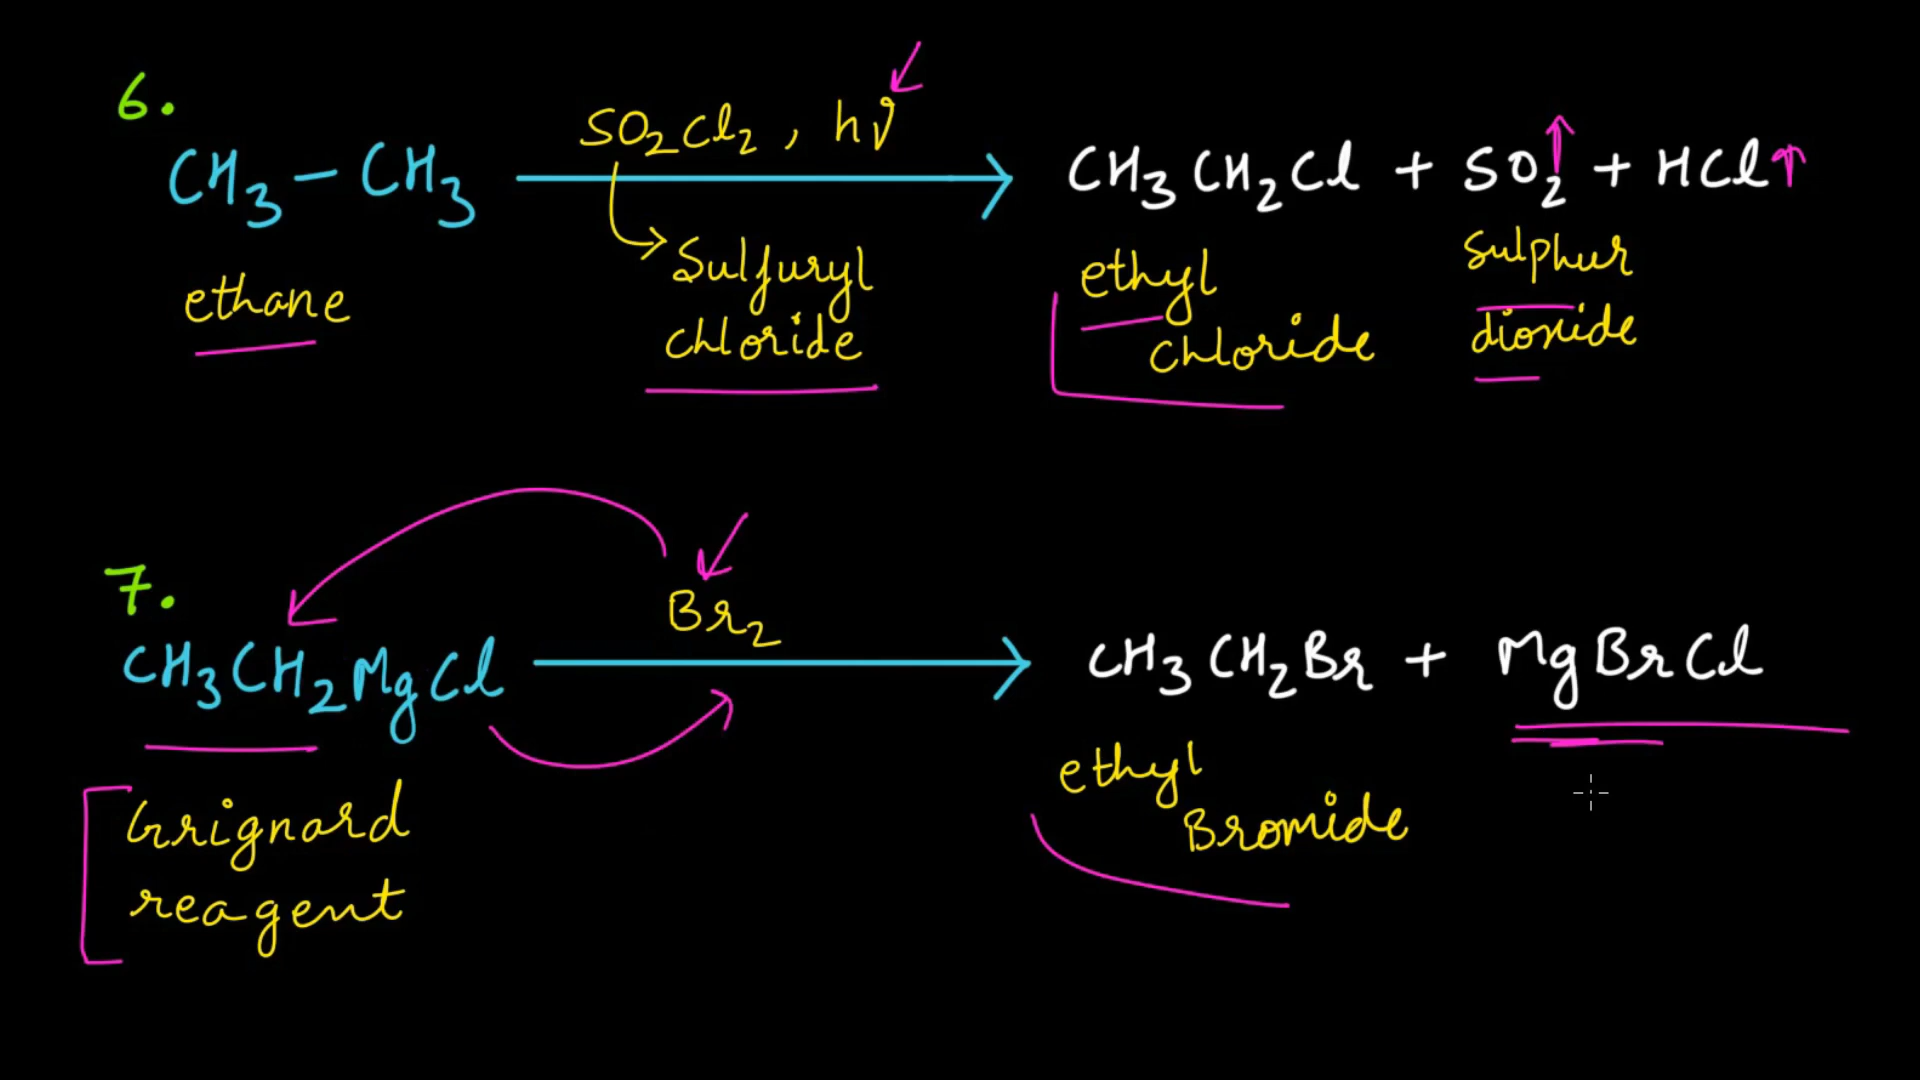 6.
SO₂Cl₂, hν
CH₃-CH₃ → CH₃CH₂Cl + SO₂↑ + HCl↑
ethane
Sulfuryl
chloride
ethyl
chloride
Sulphur
dioxide
7.
Br₂
CH₃CH₂MgCl → CH₃CH₂Br + MgBrCl
Grignard
reagent
ethyl
Bromide